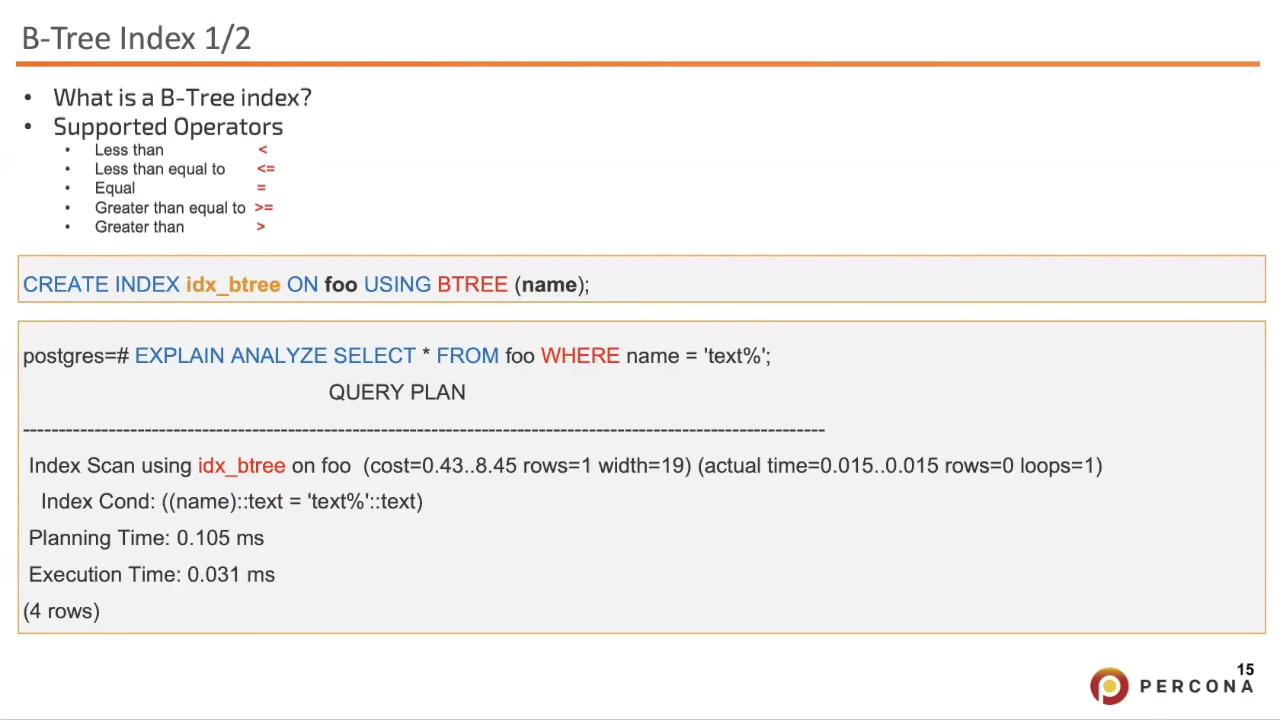 B-Tree Index 1/2
• What is a B-Tree index?
• Supported Operators
• Less than <
• Less than equal to <=
• Equal =
• Greater than equal to >=
• Greater than >
CREATE INDEX idx_btree ON foo USING BTREE (name);
postgres=# EXPLAIN ANALYZE SELECT * FROM foo WHERE name = 'text%';
QUERY PLAN
------------------------------------------------------------------------------------------------------------------
Index Scan using idx_btree on foo (cost=0.43..8.45 rows=1 width=19) (actual time=0.015..0.015 rows=0 loops=1)
Index Cond: ((name)::text = 'text%'::text)
Planning Time: 0.105 ms
Execution Time: 0.031 ms
(4 rows)
15
PERCONA